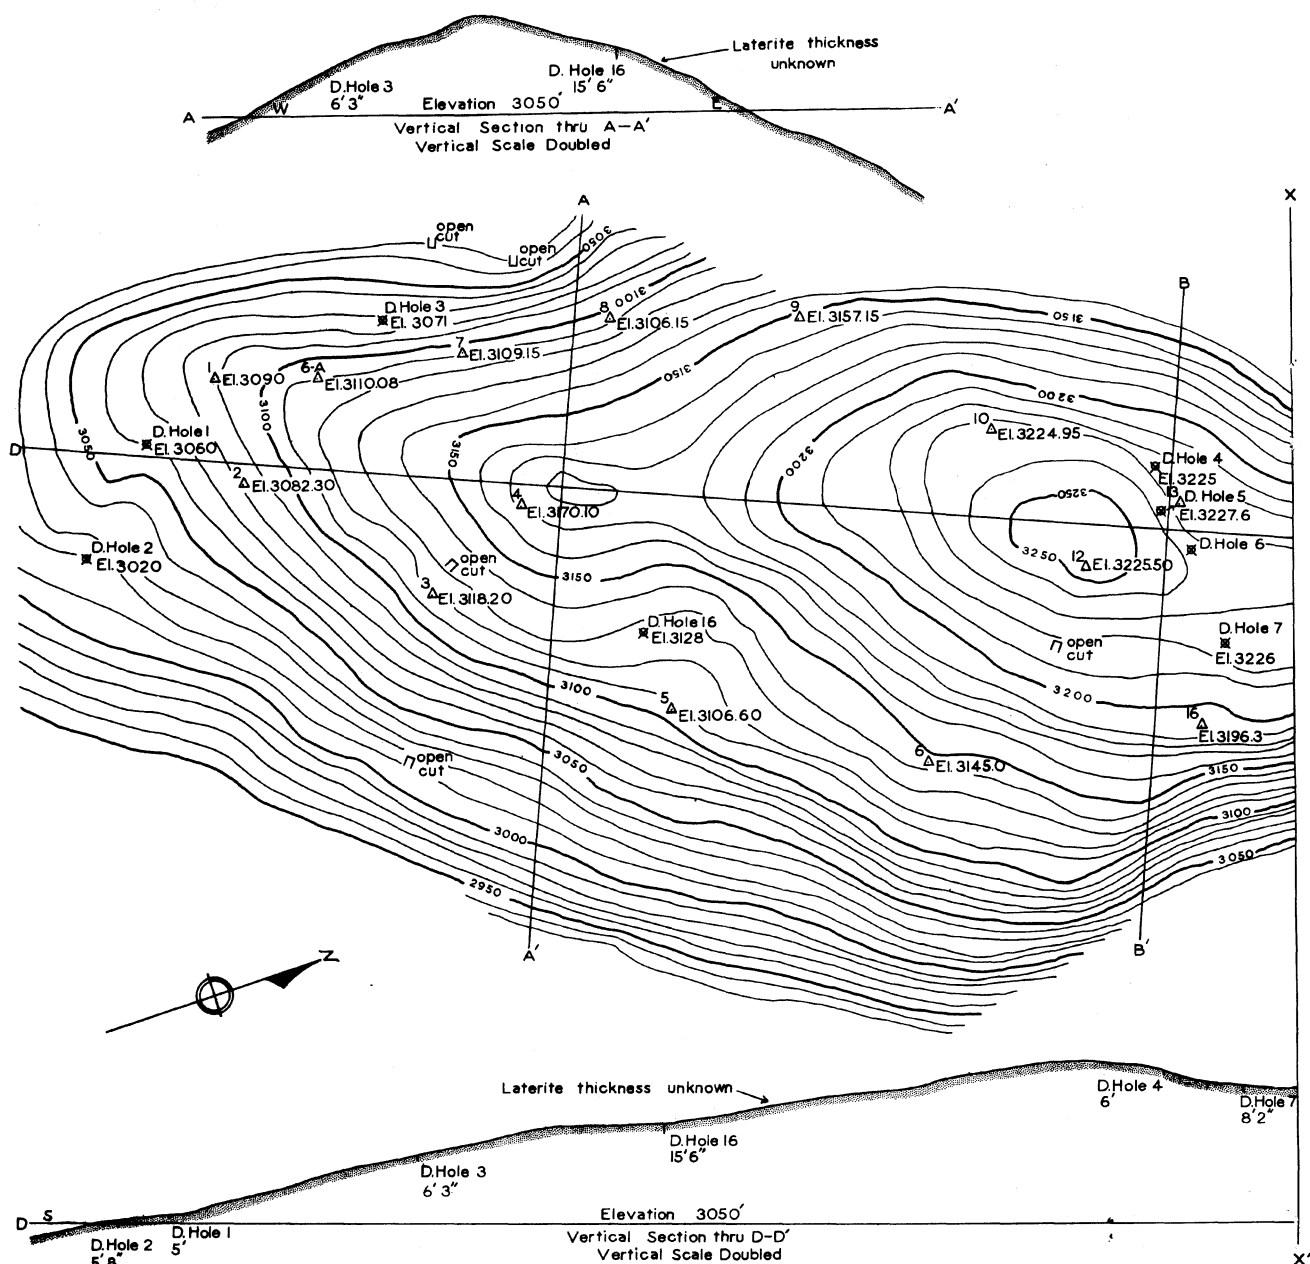 Laterite thickness
unknown
D.Hole 3
6' 3"
D. Hole 16
15' 6"
W
E
A
Elevation 3050'
A'
Vertical Section thru A-A'
Vertical Scale Doubled
X
A
B
open
cut
open
cut
3050
3100
D.Hole 3
El. 3071
8
El.3106.15
9
El.3157.15
3150
7
El.3109.15
1
El.3090
6-A
El.3110.08
3150
3200
3100
10
El.3224.95
D.Hole 1
El.3060
3050
D
3150
3200
D.Hole 4
El.3225
2
El.3082.30
4
El.3170.10
3250
13
D.Hole 5
El.3227.6
D.Hole 6
D.Hole 2
El.3020
open
cut
3250
12
El.3225.50
3150
3
El.3118.20
D.Hole 16
El.3128
open
cut
D.Hole 7
El.3226
3100
3200
5
El.3106.60
16
El.3196.3
open
cut
3050
6
El.3145.0
3150
3100
3000
3050
2950
A'
B'
N
Laterite thickness unknown
D.Hole 4
6'
D.Hole 7
8' 2"
D.Hole 16
15'6"
D.Hole 3
6' 3"
D
S
Elevation 3050'
D.Hole 1
5'
Vertical Section thru D-D'
D.Hole 2
5' 8"
Vertical Scale Doubled
X'